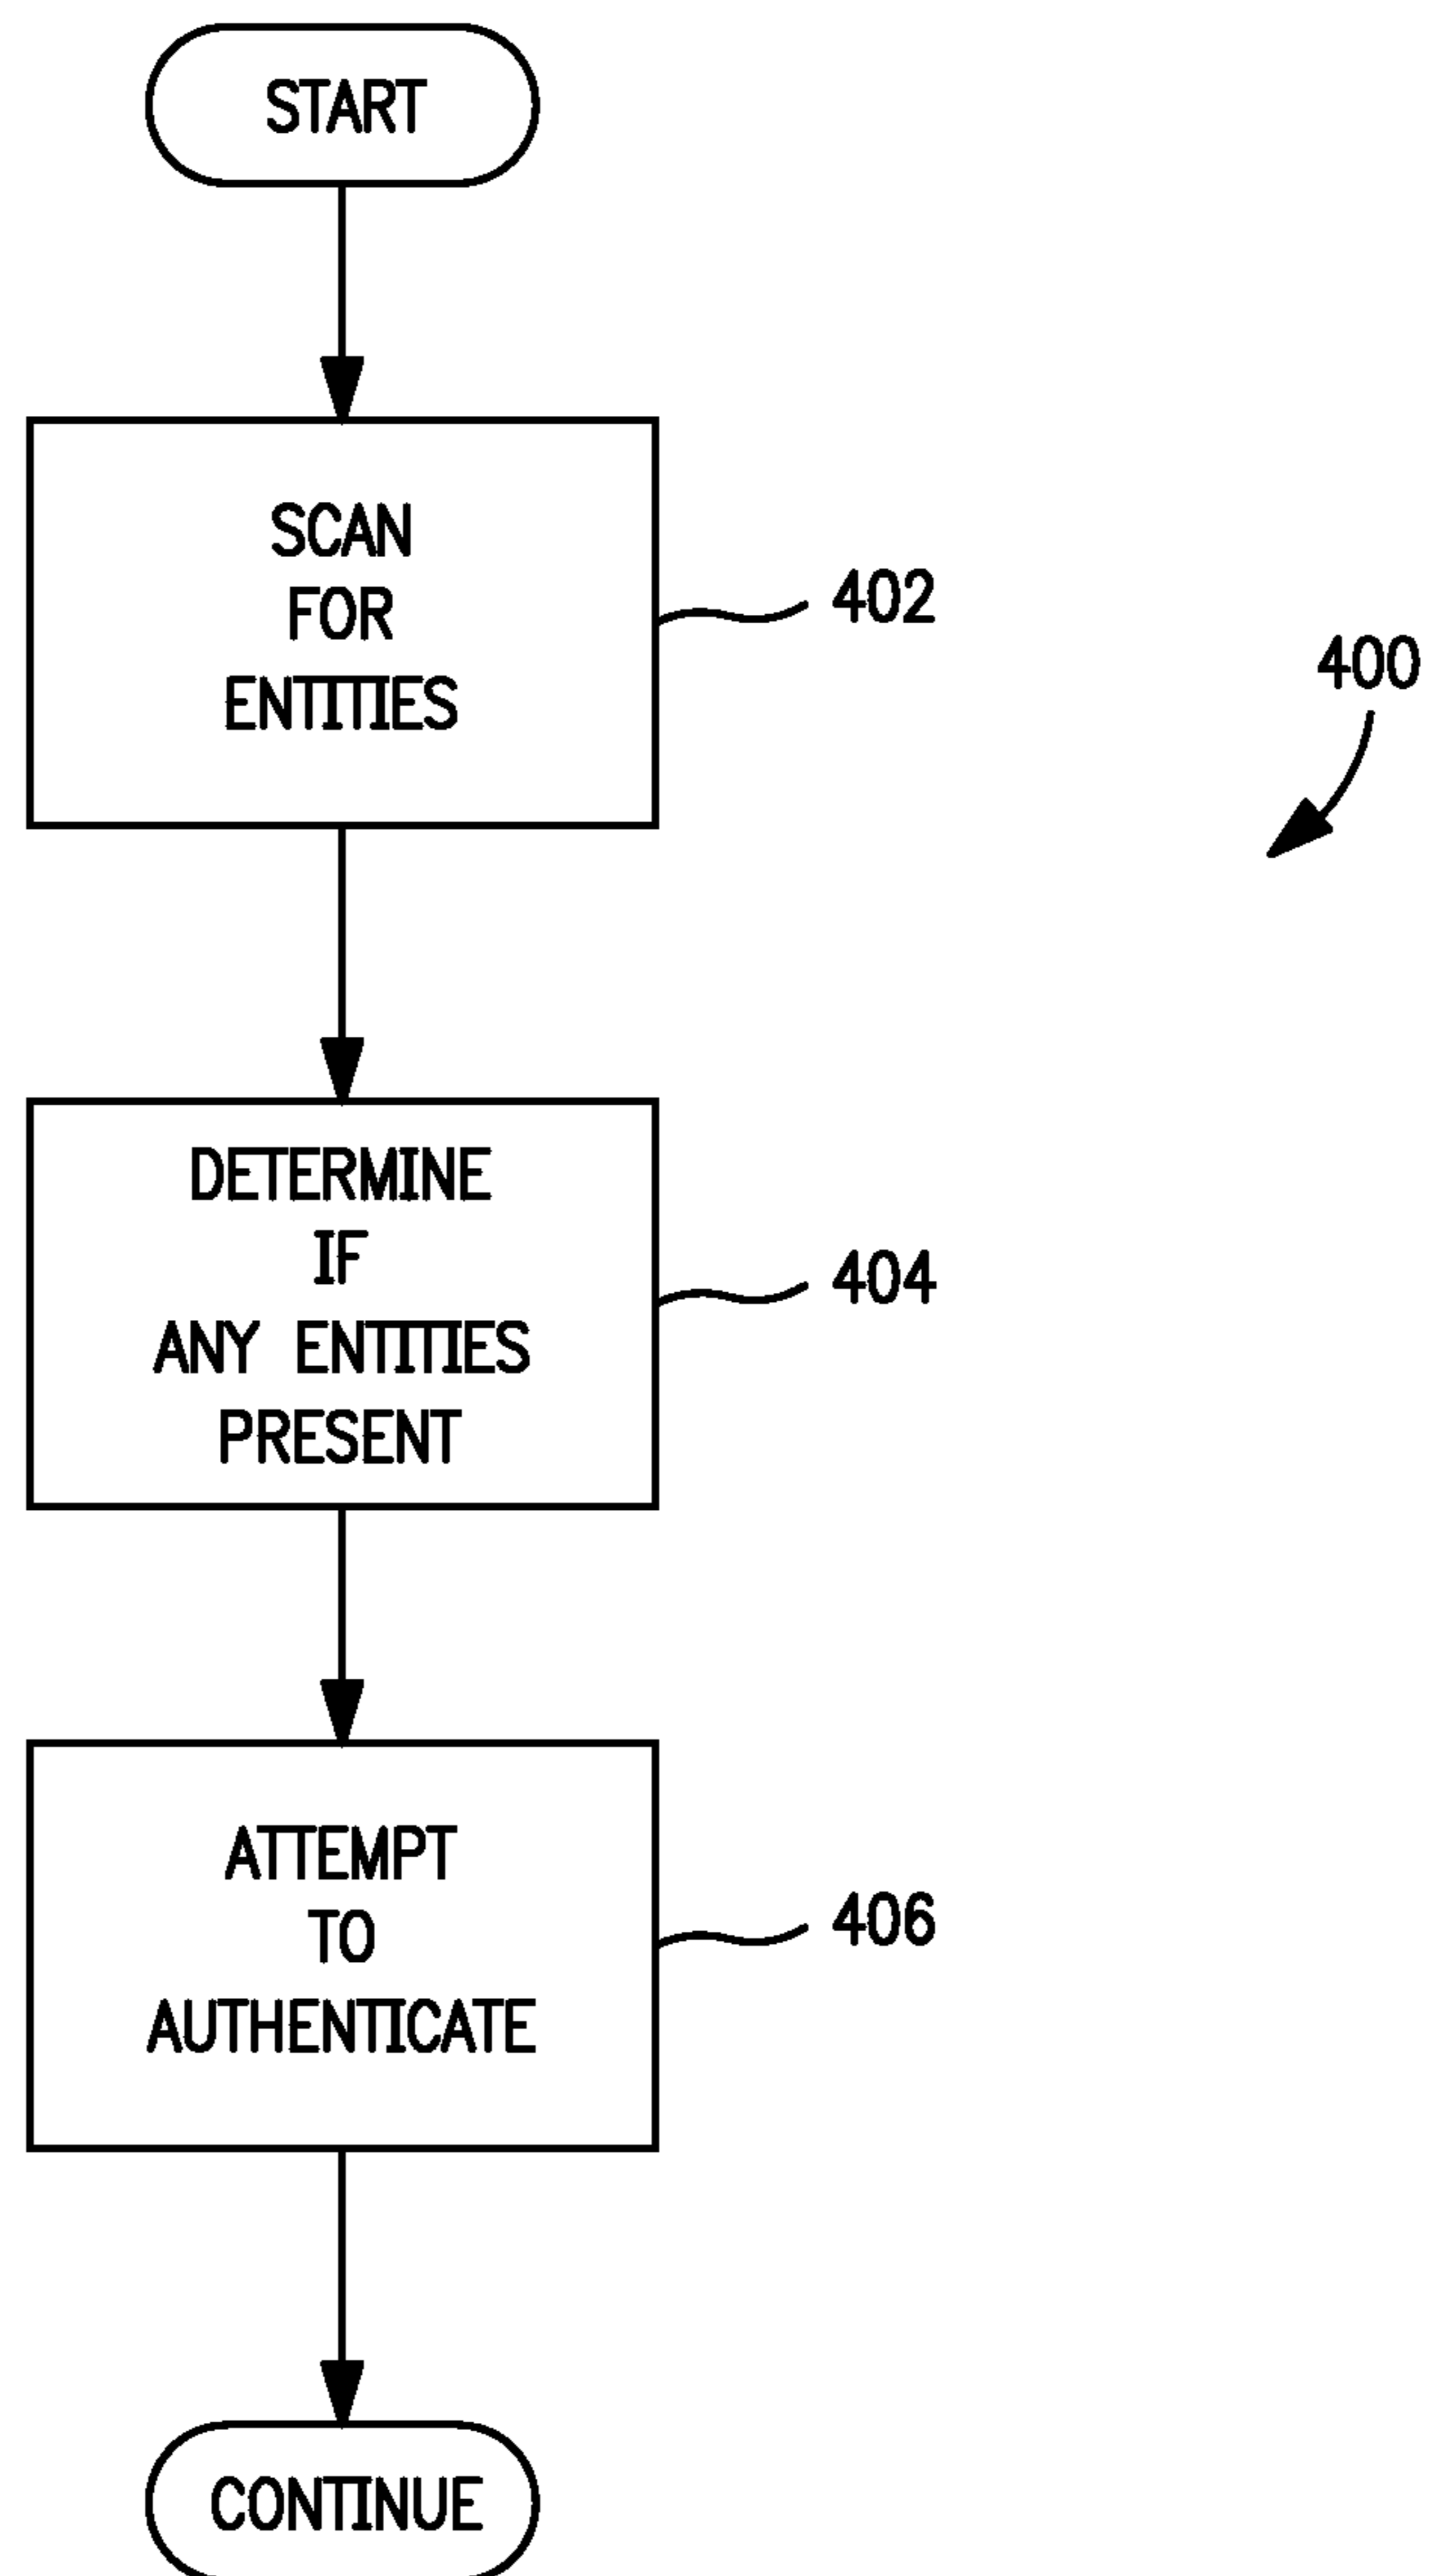 START
SCAN
FOR
ENTITIES
402
400
DETERMINE
IF
ANY ENTITIES
PRESENT
404
ATTEMPT
TO
AUTHENTICATE
406
CONTINUE